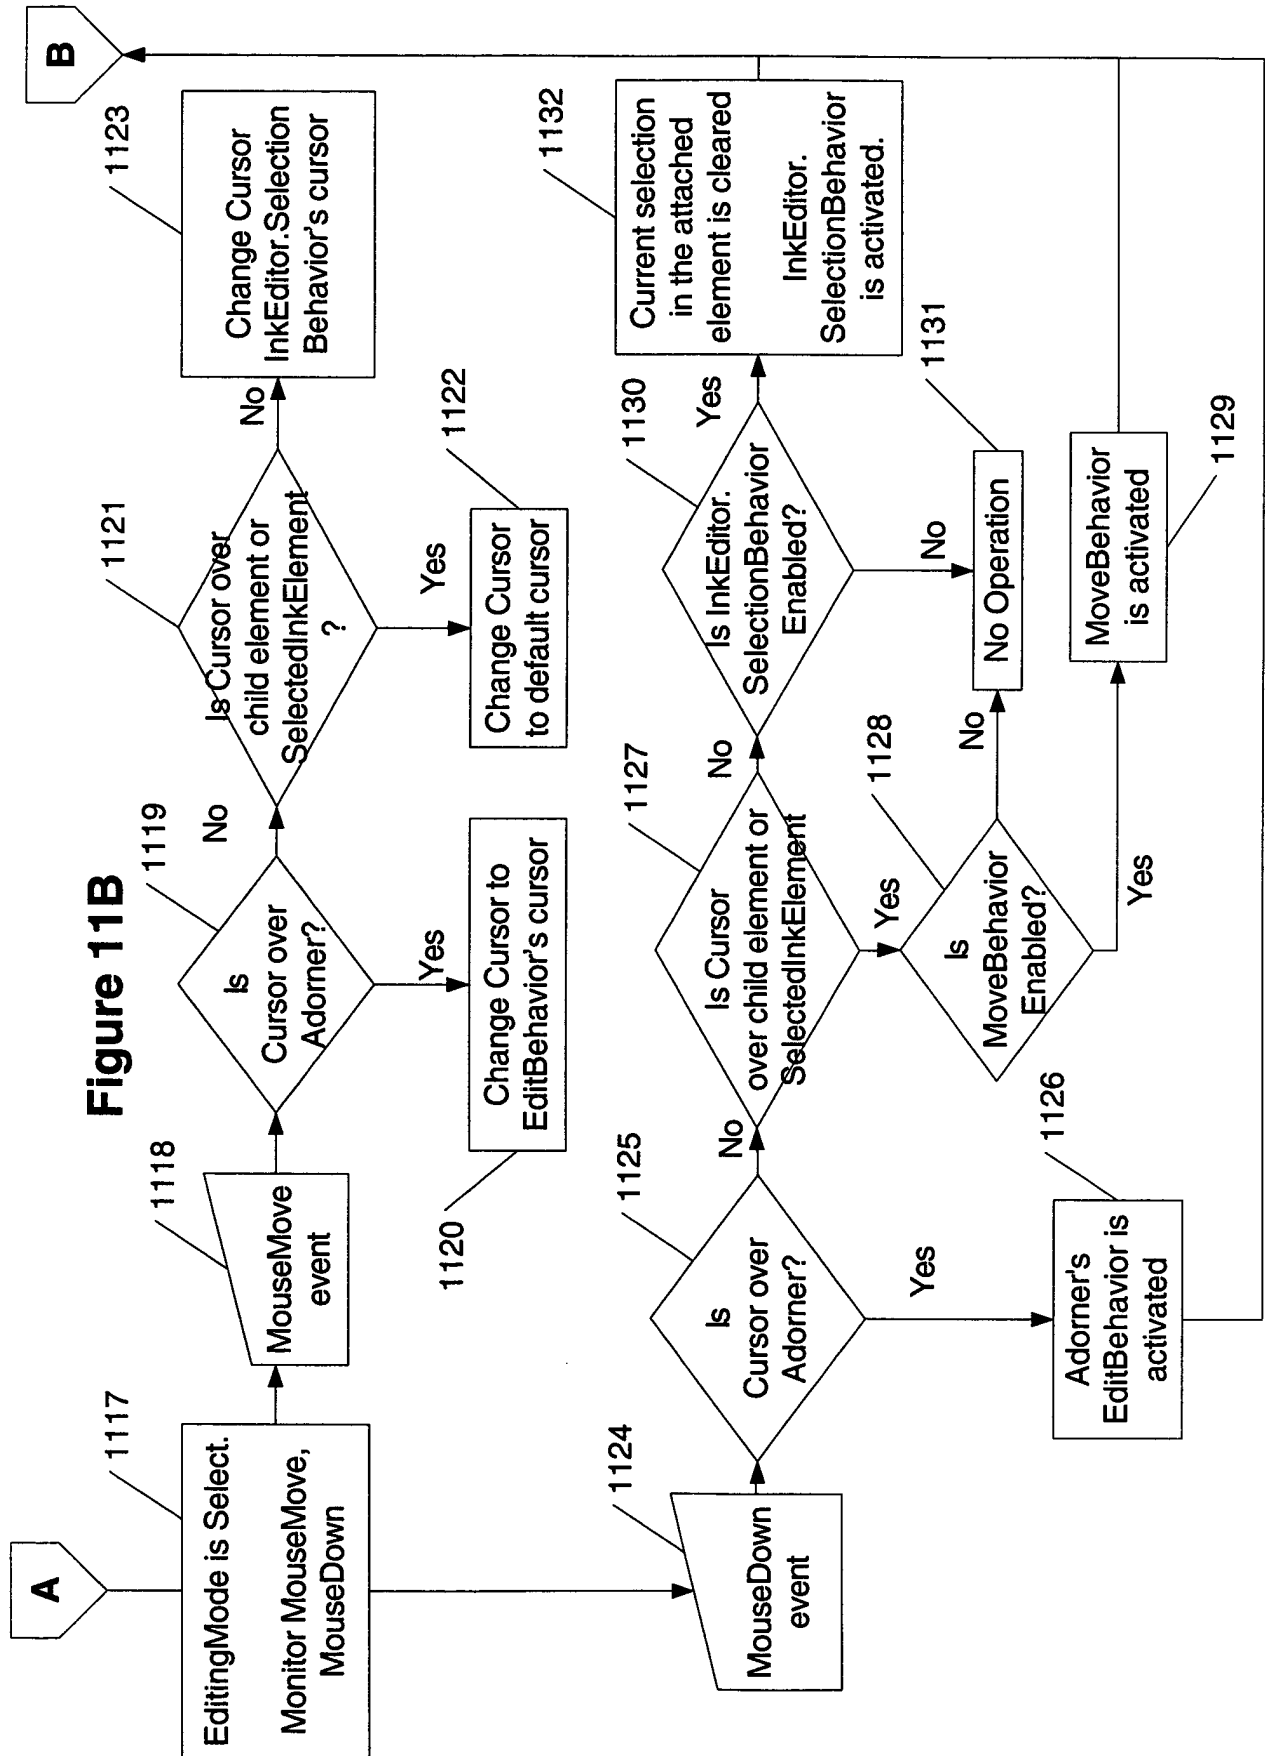 Figure 11B
A
1117
EditingMode is Select.
Monitor MouseMove,
MouseDown
1118
MouseMove
event
1119
Is
Cursor over
Adorner?
Yes
No
1120
Change Cursor to
EditBehavior's cursor
1121
Is Cursor over
child element or
SelectedInkElement
?
Yes
No
1122
Change Cursor
to default cursor
1123
Change Cursor
InkEditor.Selection
Behavior's cursor
B
1124
MouseDown
event
1125
Is
Cursor over
Adorner?
Yes
No
1126
Adorner's
EditBehavior is
activated
1127
Is Cursor
over child element or
SelectedInkElement
Yes
No
1128
Is
MoveBehavior
Enabled?
No
Yes
1129
MoveBehavior
is activated
1130
Is InkEditor.
SelectionBehavior
Enabled?
Yes
No
1131
No Operation
1132
Current selection
in the attached
element is cleared
InkEditor.
SelectionBehavior
is activated.